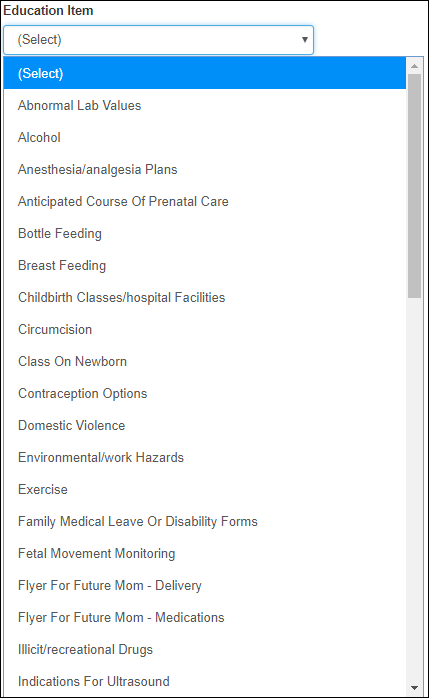 Education Item
(Select)
(Select)
Abnormal Lab Values
Alcohol
Anesthesia/analgesia Plans
Anticipated Course Of Prenatal Care
Bottle Feeding
Breast Feeding
Childbirth Classes/hospital Facilities
Circumcision
Class On Newborn
Contraception Options
Domestic Violence
Environmental/work Hazards
Exercise
Family Medical Leave Or Disability Forms
Fetal Movement Monitoring
Flyer For Future Mom - Delivery
Flyer For Future Mom - Medications
Illicit/recreational Drugs
Indications For Ultrasound